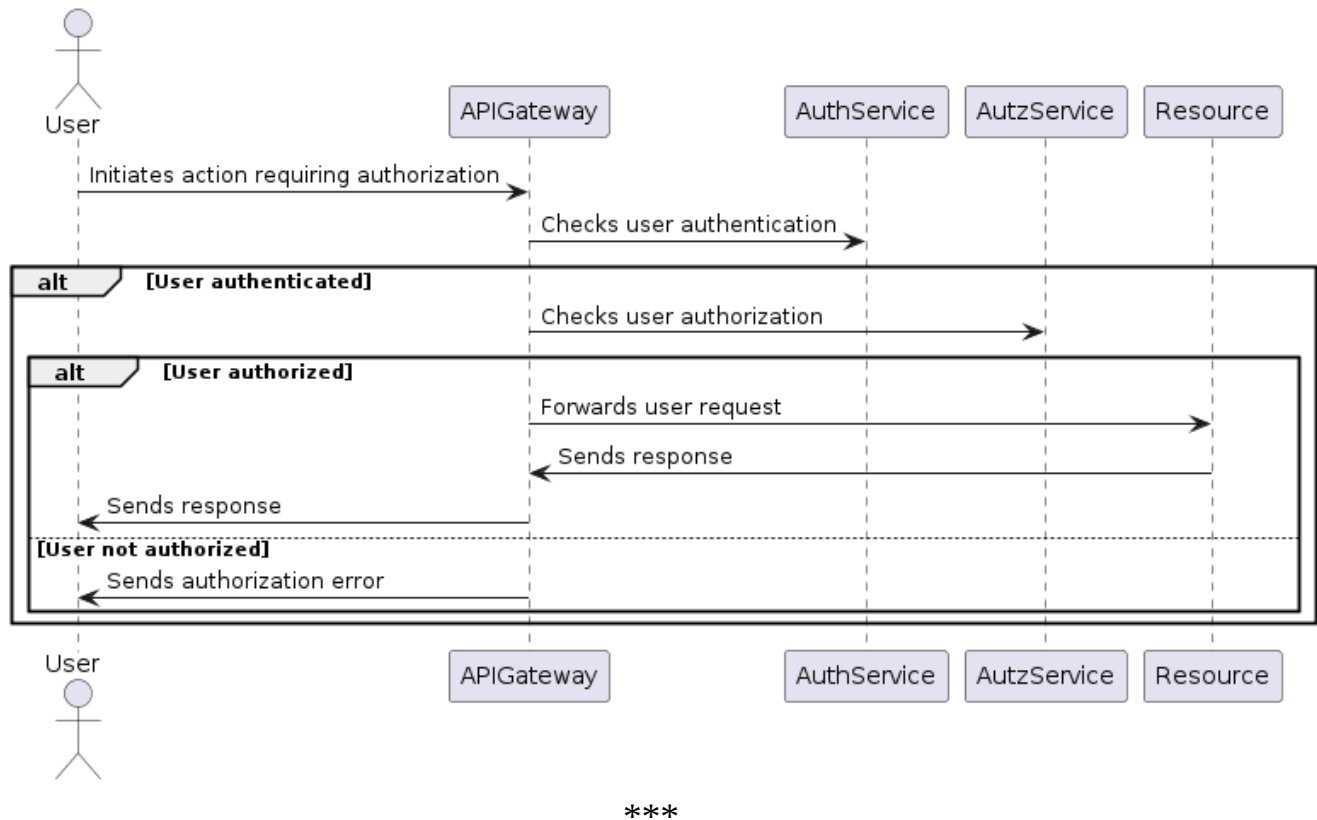 User
APIGateway
AuthService
AutzService
Resource
Initiates action requiring authorization
Checks user authentication
alt
[User authenticated]
Checks user authorization
alt
[User authorized]
Forwards user request
Sends response
Sends response
[User not authorized]
Sends authorization error
User
APIGateway
AuthService
AutzService
Resource
***